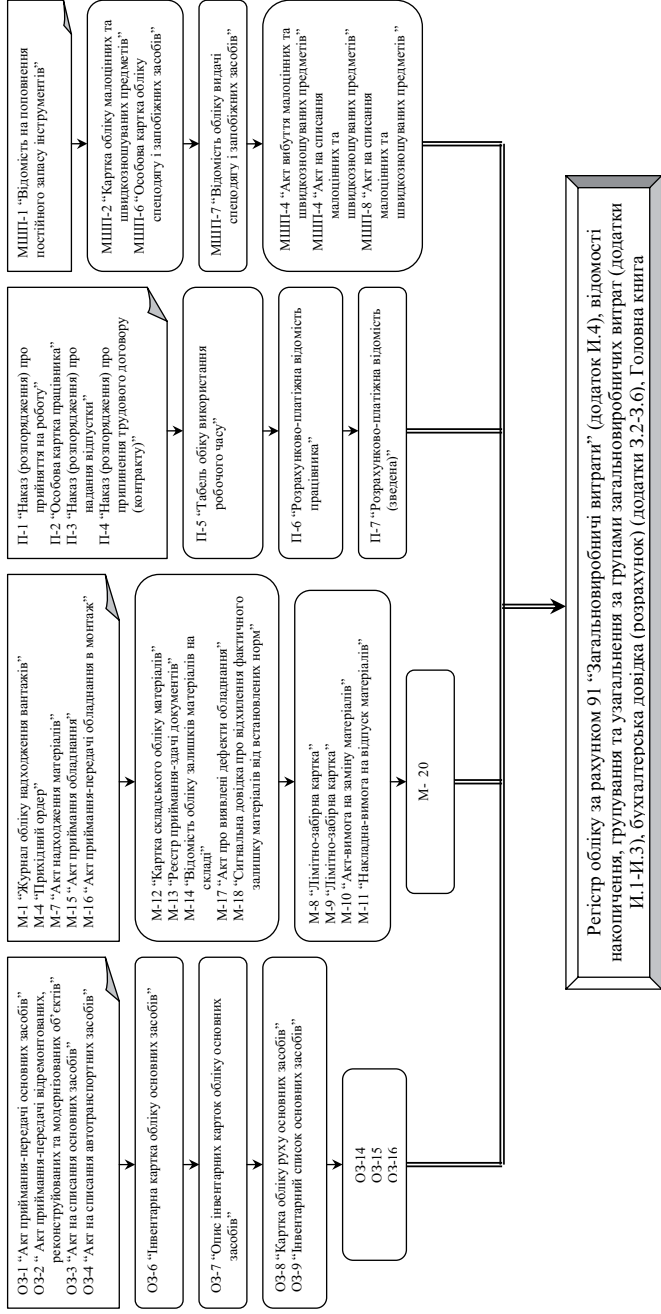 ОЗ-1 “Акт приймання-передачі основних засобів”
ОЗ-2 “ Акт приймання-передачі відремонтованих,
реконструйованих та модернізованих об’єктів”
ОЗ-3 “Акт на списання основних засобів”
ОЗ-4 “Акт на списання автотранспортних засобів”
ОЗ-6 “Інвентарна картка обліку основних засобів”
ОЗ-7 “Опис інвентарних карток обліку основних
засобів”
ОЗ-8 “Картка обліку руху основних засобів”
ОЗ-9 “Інвентарний список основних засобів”
ОЗ-14
ОЗ-15
ОЗ-16
М-1 “Журнал обліку надходження вантажів”
М-4 “Прихідний ордер”
М-7 “Акт надходження матеріалів”
М-15 “Акт приймання обладнання”
М-16 “Акт приймання-передачі обладнання в монтаж”
М-12 “Картка складського обліку матеріалів”
М-13 “Реєстр приймання-здачі документів”
М-14 “Відомість обліку залишків матеріалів на
складі”
М-17 “Акт про виявлені дефекти обладнання”
М-18 “Сигнальна довідка про відхилення фактичного
залишку матеріалів від встановлених норм”
М-8 “Лімітно-забірна картка”
М-9 “Лімітно-забірна картка”
М-10 “Акт-вимога на заміну матеріалів”
М-11 “Накладна-вимога на відпуск матеріалів”
М- 20
П-1 “Наказ (розпорядження) про
прийняття на роботу”
П-2 “Особова картка працівника”
П-3 “Наказ (розпорядження) про
надання відпустки”
П-4 “Наказ (розпорядження) про
припинення трудового договору
(контракту)”
П-5 “Табель обіку використання
робочого часу”
П-6 “Розрахунково-платіжна відомість
працівника”
П-7 “Розрахунково-платіжна відомість
(зведена)”
МШП-1 “Відомість на поповнення
постійного запасу інструментів”
МШП-2 “Картка обліку малоцінних та
швидкозношуваних предметів”
МШП-6 “Особова картка обліку
спецодягу і запобіжних засобів”
МШП-7 “Відомість обліку видачі
спецодягу і запобіжних засобів”
МШП-4 “Акт вибуття малоцінних та
швидкозношуваних предметів”
МШП-4 “Акт на списання
малоцінних та
швидкозношуваних предметів”
МШП-8 “Акт на списання
малоцінних та
швидкозношуваних предметів ”
Регістр обліку за рахунком 91 “Загальновиробничі витрати” (додаток И.4), відомості
накопичення, групування та узагальнення за групами загальновиробничих витрат (додатки
И.1-И.3), бухгалтерська довідка (розрахунок) (додатки З.2-З.6), Головна книга